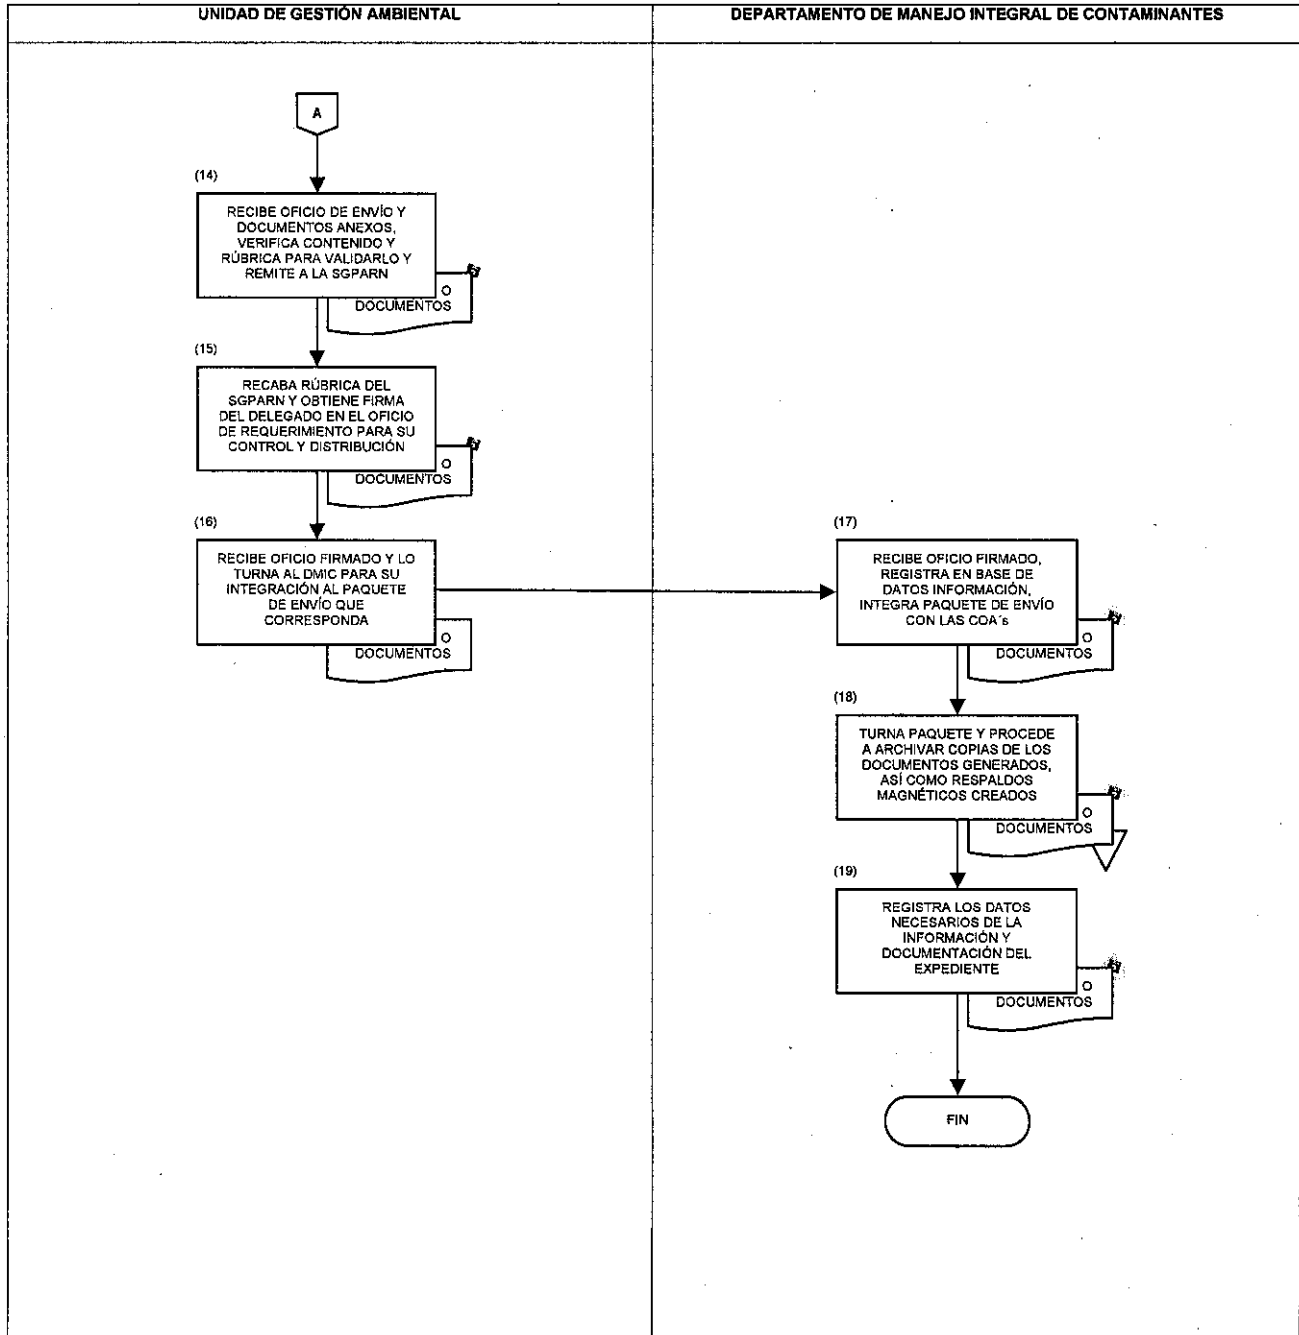 UNIDAD DE GESTIÓN AMBIENTAL
DEPARTAMENTO DE MANEJO INTEGRAL DE CONTAMINANTES
A
(14)
RECIBE OFICIO DE ENVÍO Y
DOCUMENTOS ANEXOS,
VERIFICA CONTENIDO Y
RÚBRICA PARA VALIDARLO Y
REMITE A LA SGPARN
O
DOCUMENTOS
(15)
RECABA RÚBRICA DEL
SGPARN Y OBTIENE FIRMA
DEL DELEGADO EN EL OFICIO
DE REQUERIMIENTO PARA SU
CONTROL Y DISTRIBUCIÓN
O
DOCUMENTOS
(16)
RECIBE OFICIO FIRMADO Y LO
TURNA AL DMIC PARA SU
INTEGRACIÓN AL PAQUETE
DE ENVÍO QUE
CORRESPONDA
O
DOCUMENTOS
(17)
RECIBE OFICIO FIRMADO,
REGISTRA EN BASE DE
DATOS INFORMACIÓN,
INTEGRA PAQUETE DE ENVÍO
CON LAS COA´s
O
DOCUMENTOS
(18)
TURNA PAQUETE Y PROCEDE
A ARCHIVAR COPIAS DE LOS
DOCUMENTOS GENERADOS,
ASÍ COMO RESPALDOS
MAGNÉTICOS CREADOS
O
DOCUMENTOS
(19)
REGISTRA LOS DATOS
NECESARIOS DE LA
INFORMACIÓN Y
DOCUMENTACIÓN DEL
EXPEDIENTE
O
DOCUMENTOS
FIN